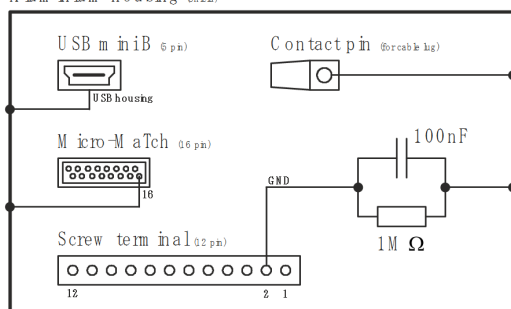 USB miniB (5 pin)
Contact pin (for cable lug)
USB housing
Micro-MaTch (16 pin)
100nF
16
GND
1M Ω
Screw terminal (12 pin)
12 2 1